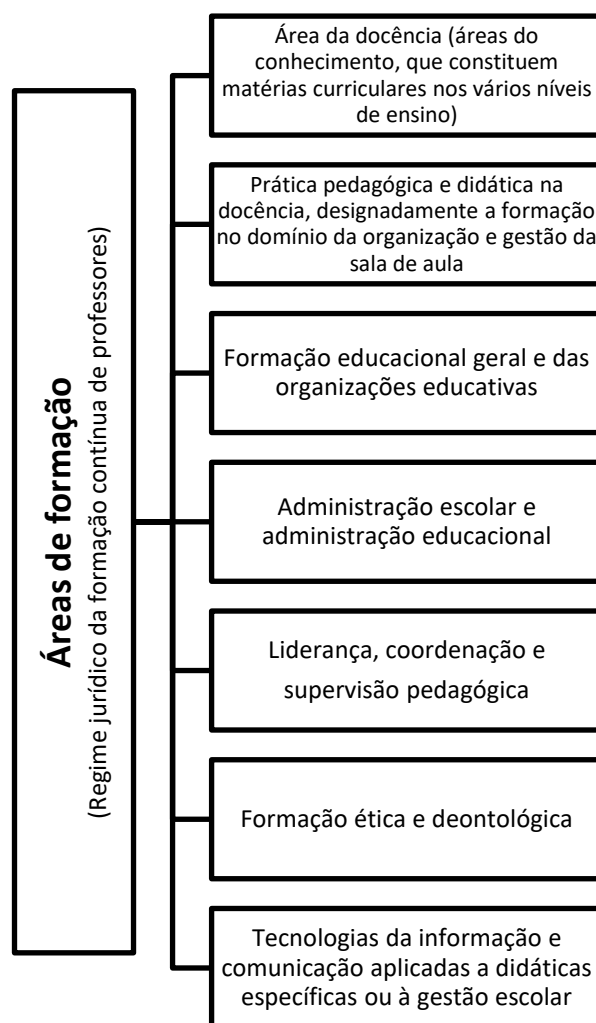 Áreas de formação
(Regime jurídico da formação contínua de professores)
Área da docência (áreas do
conhecimento, que constituem
matérias curriculares nos vários níveis
de ensino)
Prática pedagógica e didática na
docência, designadamente a formação
no domínio da organização e gestão da
sala de aula
Formação educacional geral e das
organizações educativas
Administração escolar e
administração educacional
Liderança, coordenação e
supervisão pedagógica
Formação ética e deontológica
Tecnologias da informação e
comunicação aplicadas a didáticas
específicas ou à gestão escolar